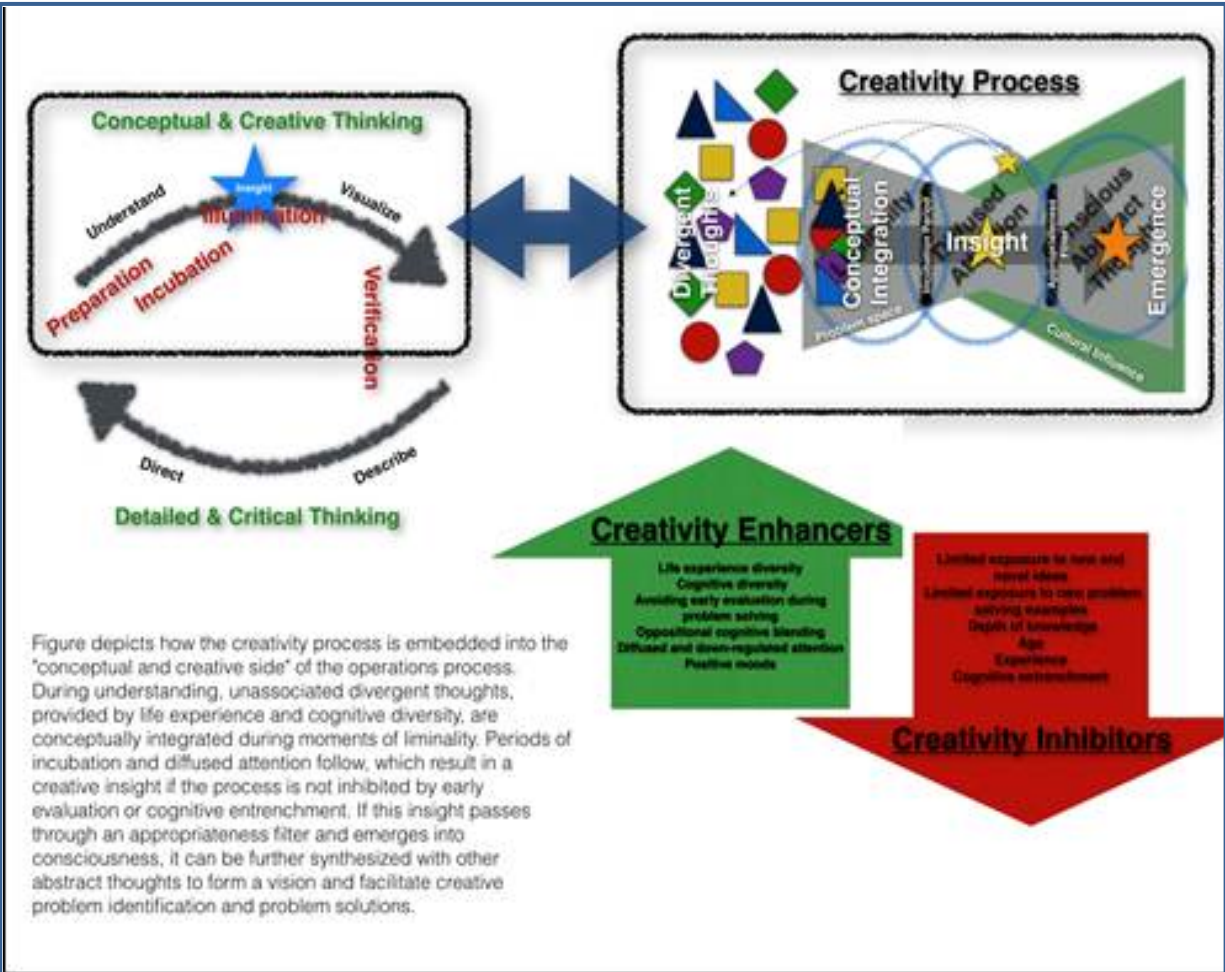 Conceptual & Creative Thinking
Insight
Illumination
Understand
Visualize
Preparation
Incubation
Verification
Direct
Describe
Detailed & Critical Thinking
Creativity Process
Divergent
Thoughts
Conceptual
Integration
Problem space
Insight
Cultural Influence
Emergence
Creativity Enhancers
Life experience diversity
Cognitive diversity
Avoiding early evaluation during
problem solving
Oppositional cognitive blending
Diffused and down-regulated attention
Positive moods
Limited exposure to new and
novel ideas
Limited exposure to new problem
solving examples
Depth of knowledge
Age
Experience
Cognitive entrenchment
Creativity Inhibitors
Figure depicts how the creativity process is embedded into the
"conceptual and creative side" of the operations process.
During understanding, unassociated divergent thoughts,
provided by life experience and cognitive diversity, are
conceptually integrated during moments of liminality. Periods of
incubation and diffused attention follow, which result in a
creative insight if the process is not inhibited by early
evaluation or cognitive entrenchment. If this insight passes
through an appropriateness filter and emerges into
consciousness, it can be further synthesized with other
abstract thoughts to form a vision and facilitate creative
problem identification and problem solutions.